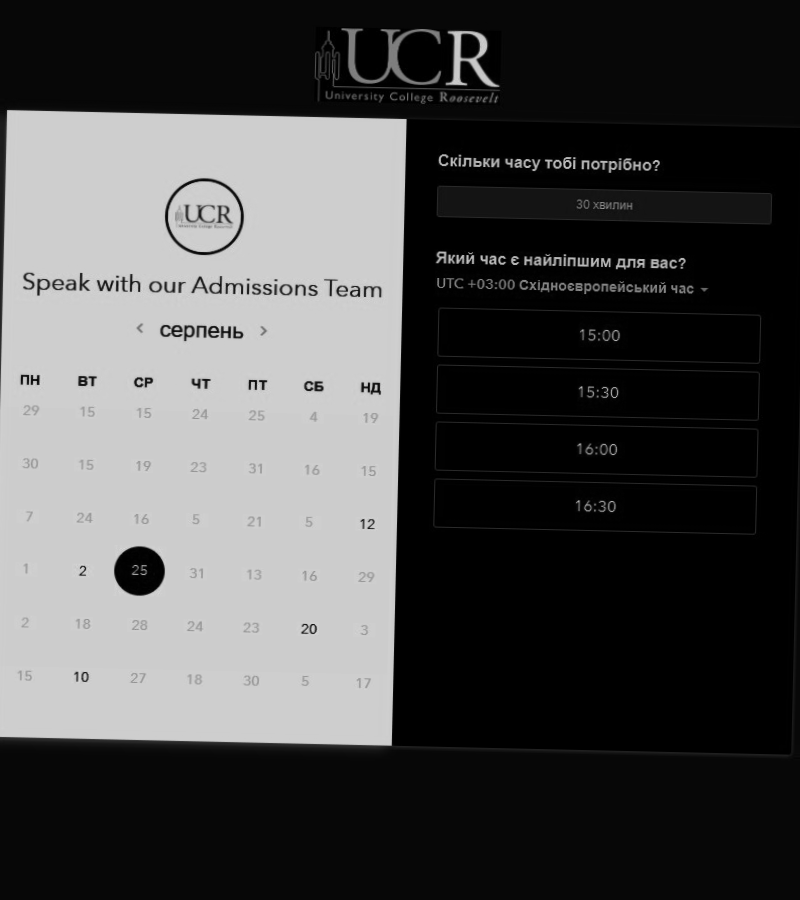 UCR
University College Roosevelt
UCR
University College Roosevelt
Speak with our Admissions Team
серпень
ПН ВТ СР ЧТ ПТ СБ НД
29 15 15 24 25 4 19
30 15 19 23 31 16 15
7 24 16 5 21 5 12
1 2 25 31 13 16 29
2 18 28 24 23 20 3
15 10 27 18 30 5 17
Скільки часу тобі потрібно?
30 хвилин
Який час є найліпшим для вас?
UTC +03:00 Східноєвропейський час
15:00
15:30
16:00
16:30